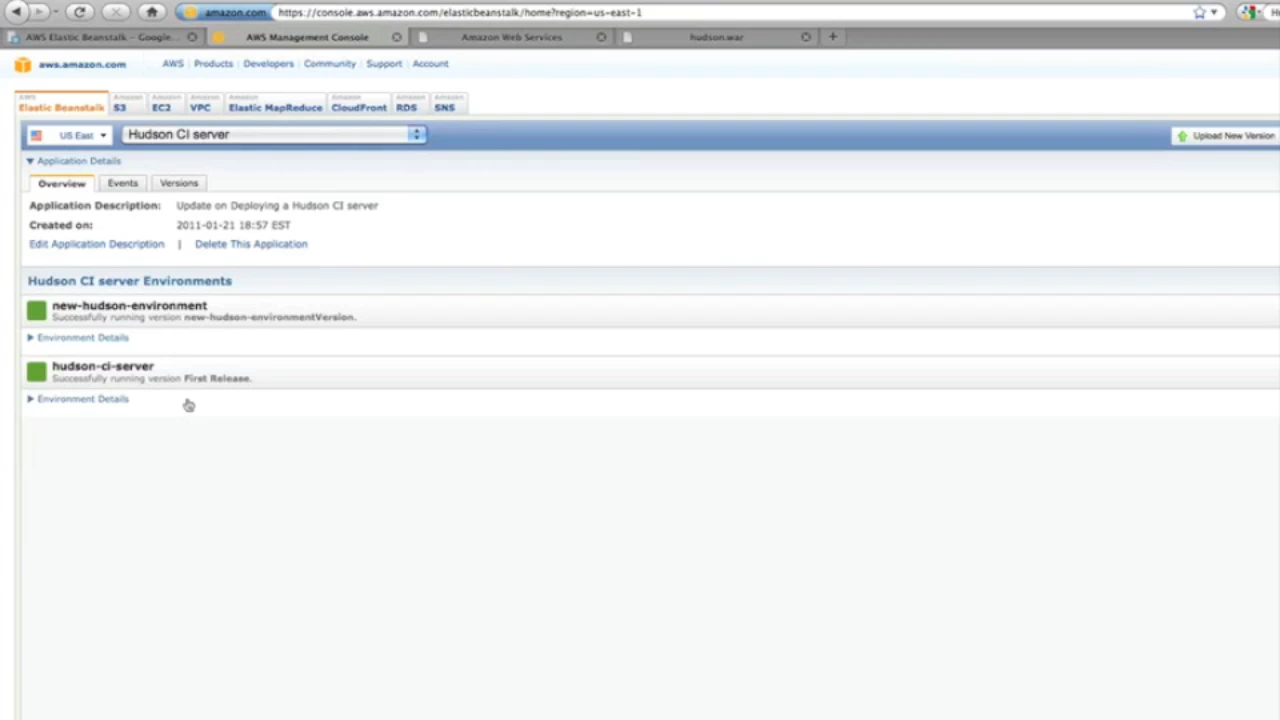 amazon.com https://console.aws.amazon.com/elasticbeanstalk/home?region=us-east-1
AWS Elastic Beanstalk - Google... AWS Management Console Amazon Web Services hudson.war
aws.amazon.com AWS | Products | Developers | Community | Support | Account
AWS Amazon Amazon Amazon Amazon Amazon Amazon Amazon
Elastic Beanstalk S3 EC2 VPC Elastic MapReduce CloudFront RDS SNS
US East Hudson CI server Upload New Version
Application Details
Overview Events Versions
Application Description: Update on Deploying a Hudson CI server
Created on: 2011-01-21 18:57 EST
Edit Application Description | Delete This Application
Hudson CI server Environments
new-hudson-environment
Successfully running version new-hudson-environmentVersion.
Environment Details
hudson-ci-server
Successfully running version First Release.
Environment Details